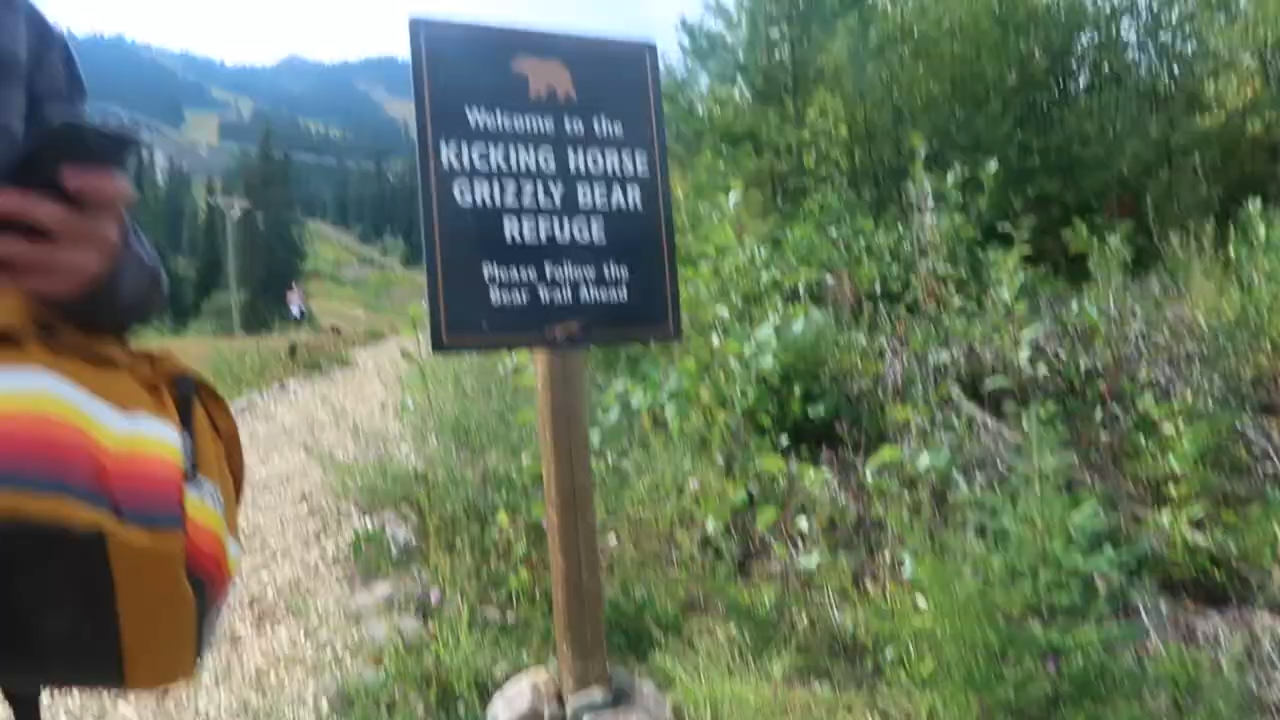 Welcome to the
KICKING HORSE
GRIZZLY BEAR
REFUGE
Please Follow the
Bear Trail Ahead